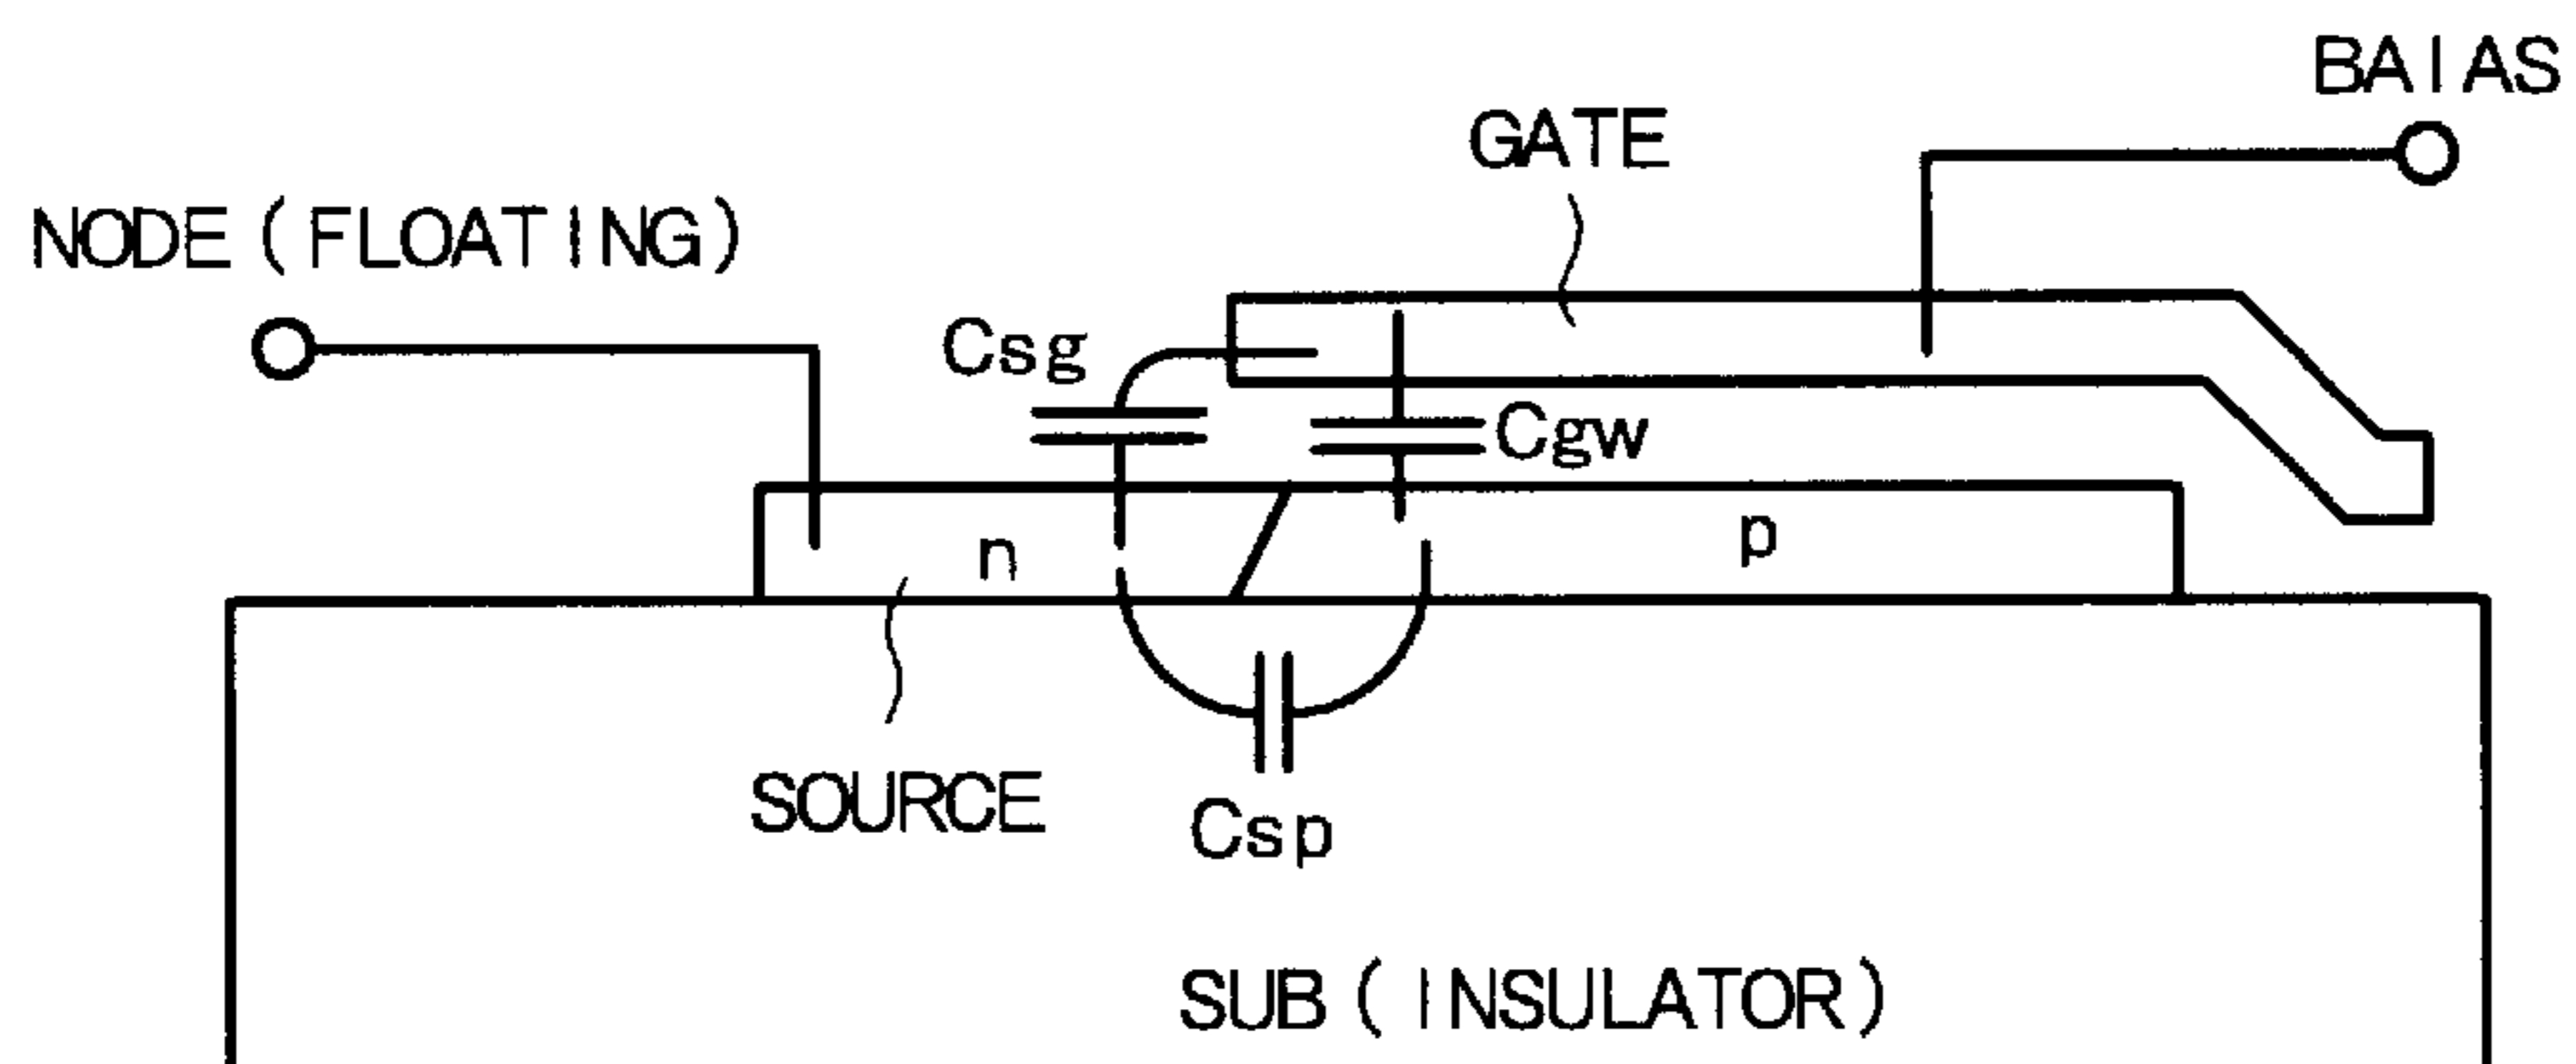 BAIAS
GATE
NODE (FLOATING)
Csg
Cgw
n
p
SOURCE
Csp
SUB (INSULATOR)